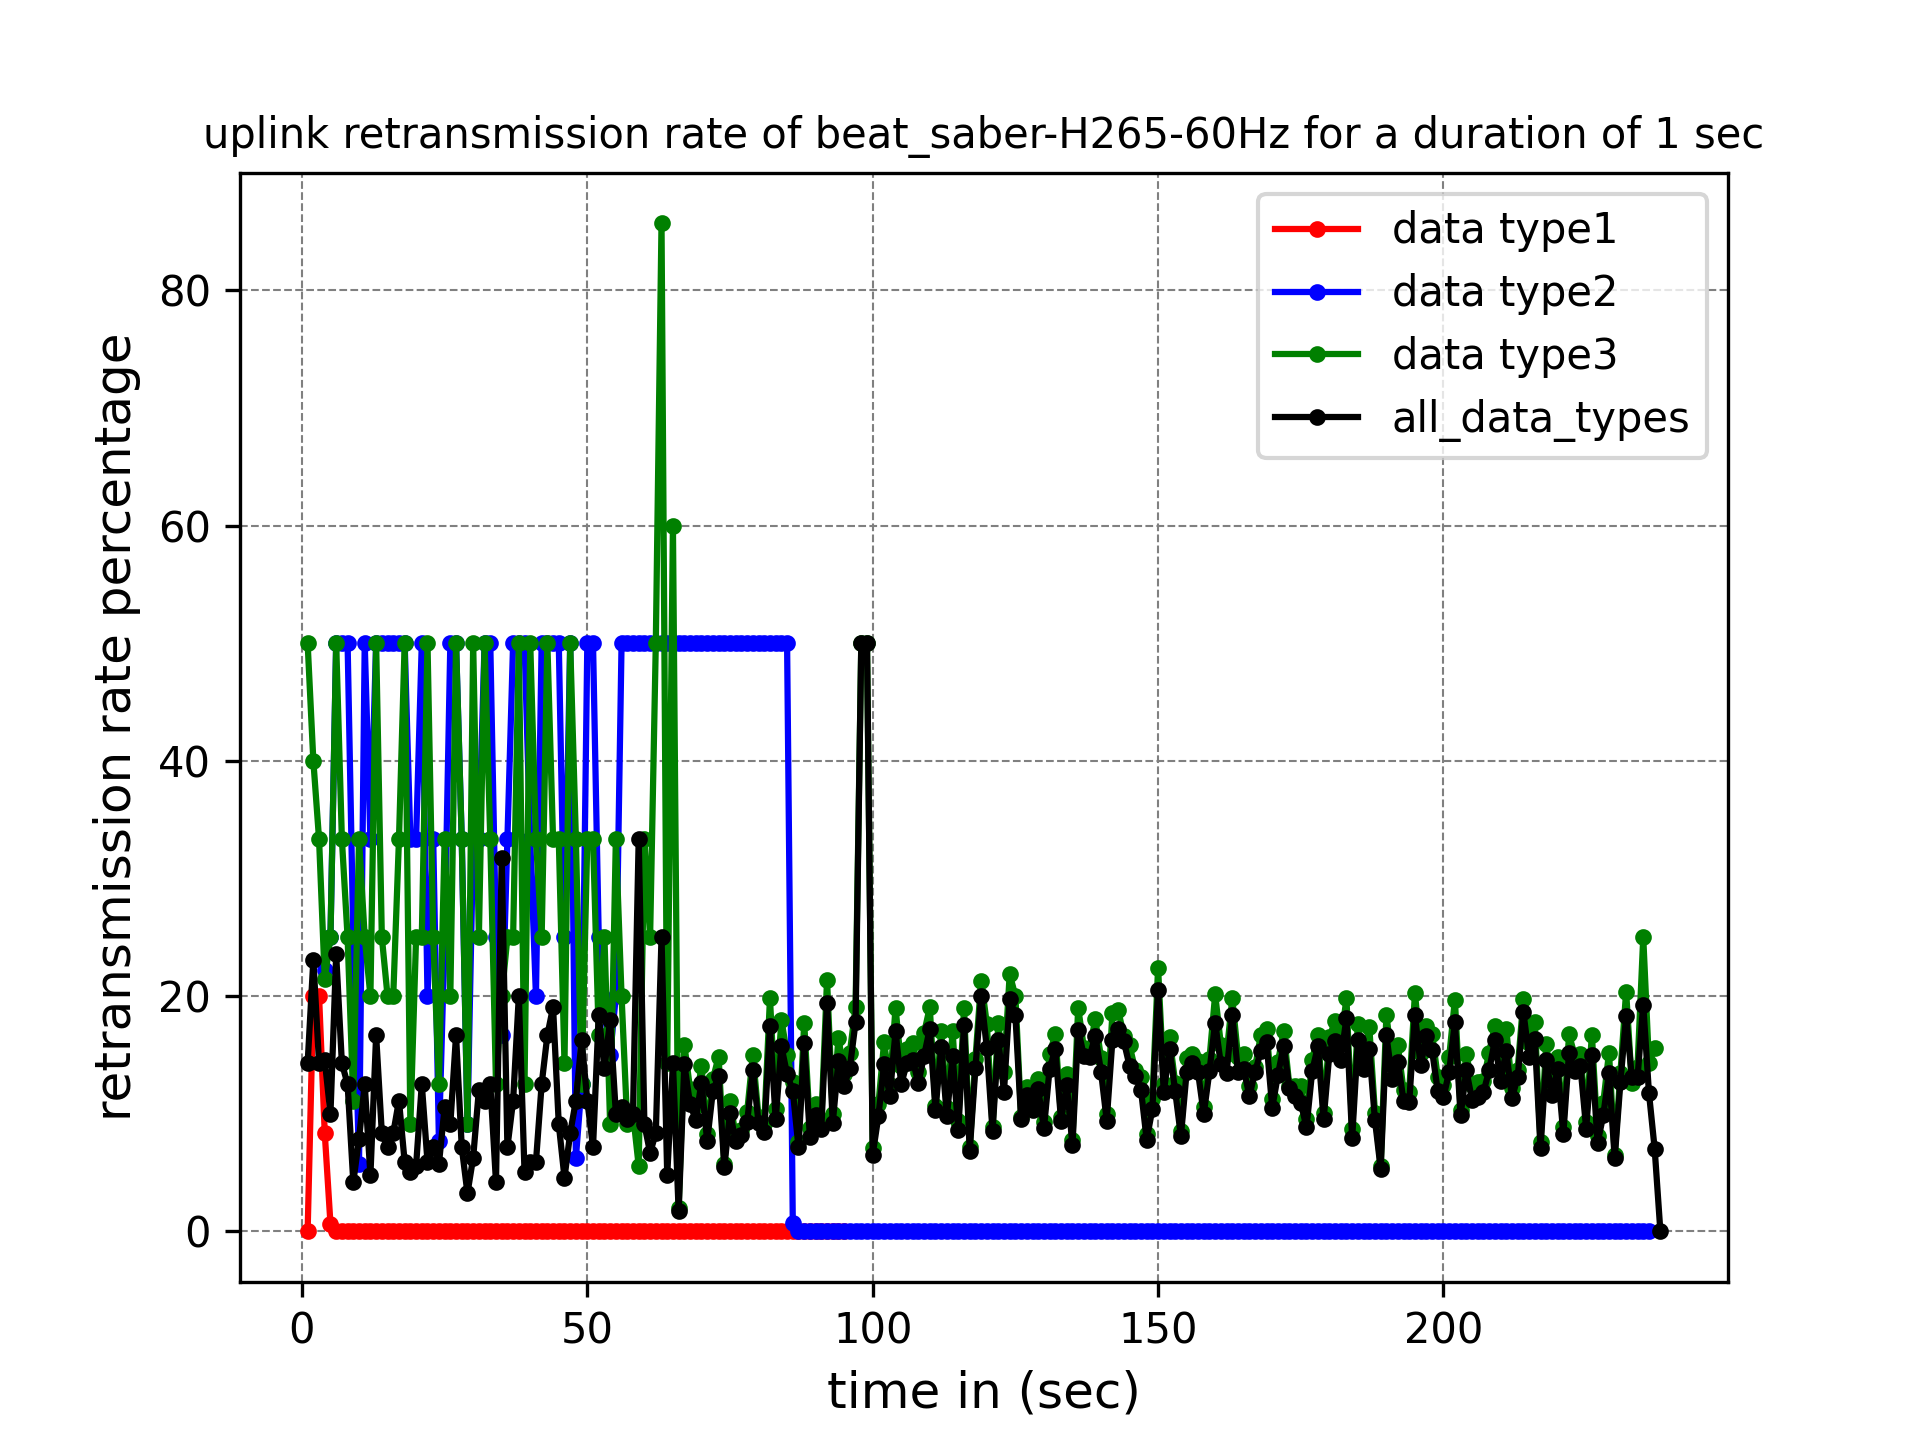 uplink retransmission rate of beat_saber-H265-60Hz for a duration of 1 sec
data type1
data type2
data type3
all_data_types
retransmission rate percentage
80
60
40
20
0
0 50 100 150 200
time in (sec)